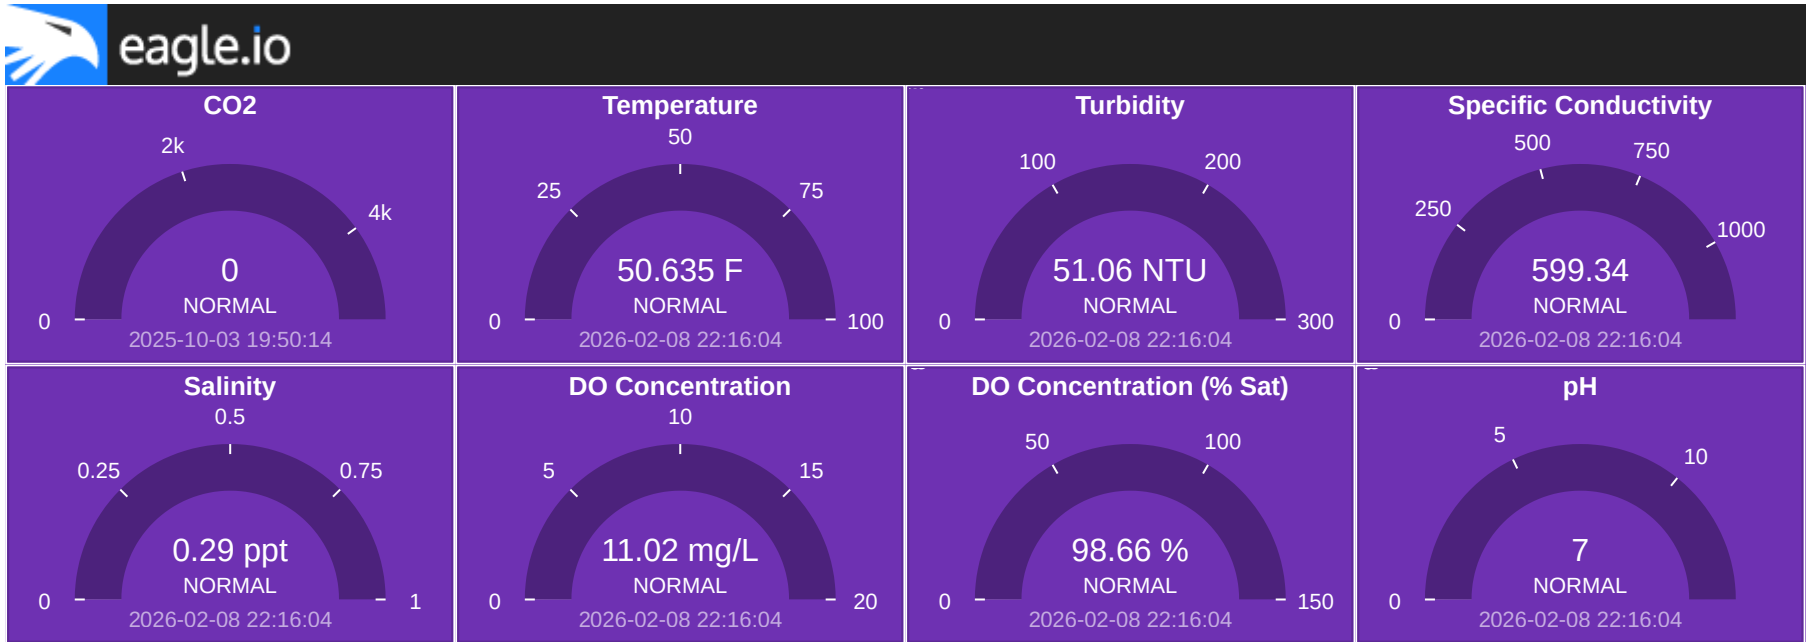 eagle.io
CO2
2k
4k
0
0
NORMAL
2025-10-03 19:50:14
Temperature
50
25
75
50.635 F
NORMAL
0
100
2026-02-08 22:16:04
Turbidity
100
200
51.06 NTU
NORMAL
0
300
2026-02-08 22:16:04
Specific Conductivity
500
750
250
1000
599.34
NORMAL
0
2026-02-08 22:16:04
Salinity
0.5
0.25
0.75
0.29 ppt
NORMAL
0
1
2026-02-08 22:16:04
DO Concentration
10
5
15
11.02 mg/L
NORMAL
0
20
2026-02-08 22:16:04
DO Concentration (% Sat)
50
100
98.66 %
NORMAL
0
150
2026-02-08 22:16:04
pH
5
10
7
NORMAL
0
2026-02-08 22:16:04